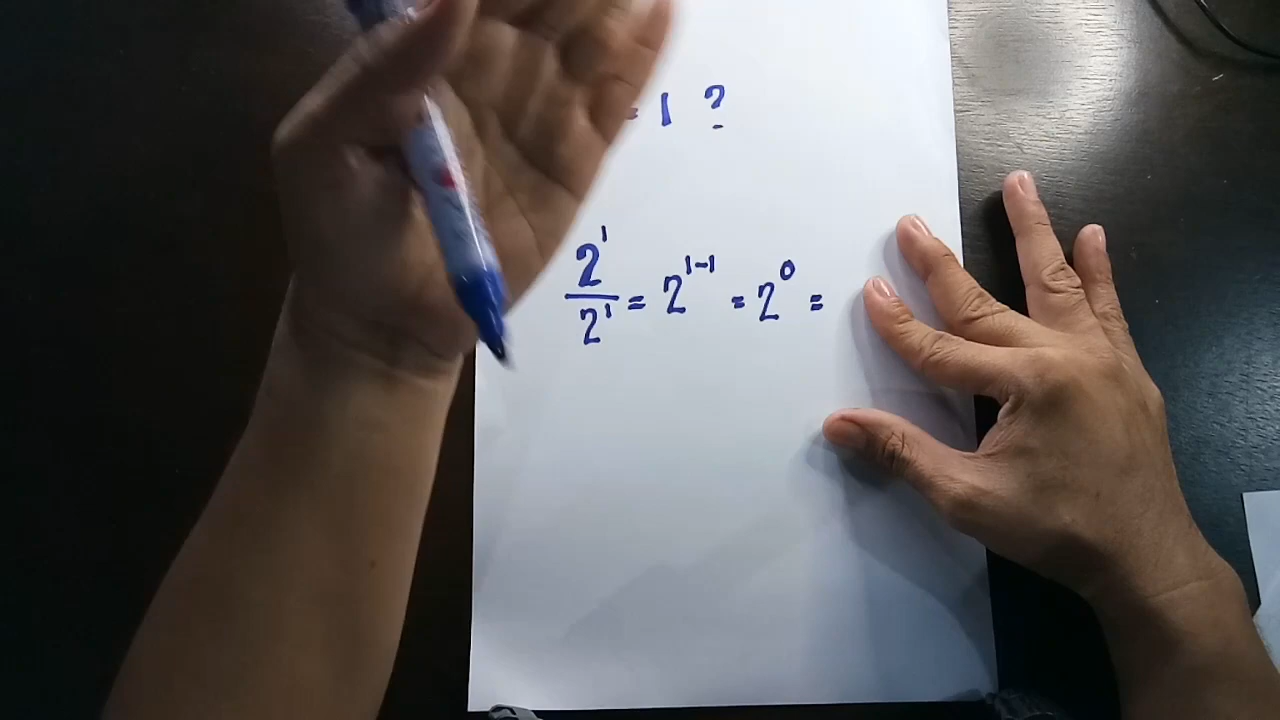 = 1 ?
2¹/2¹ = 2¹⁻¹ = 2⁰ =